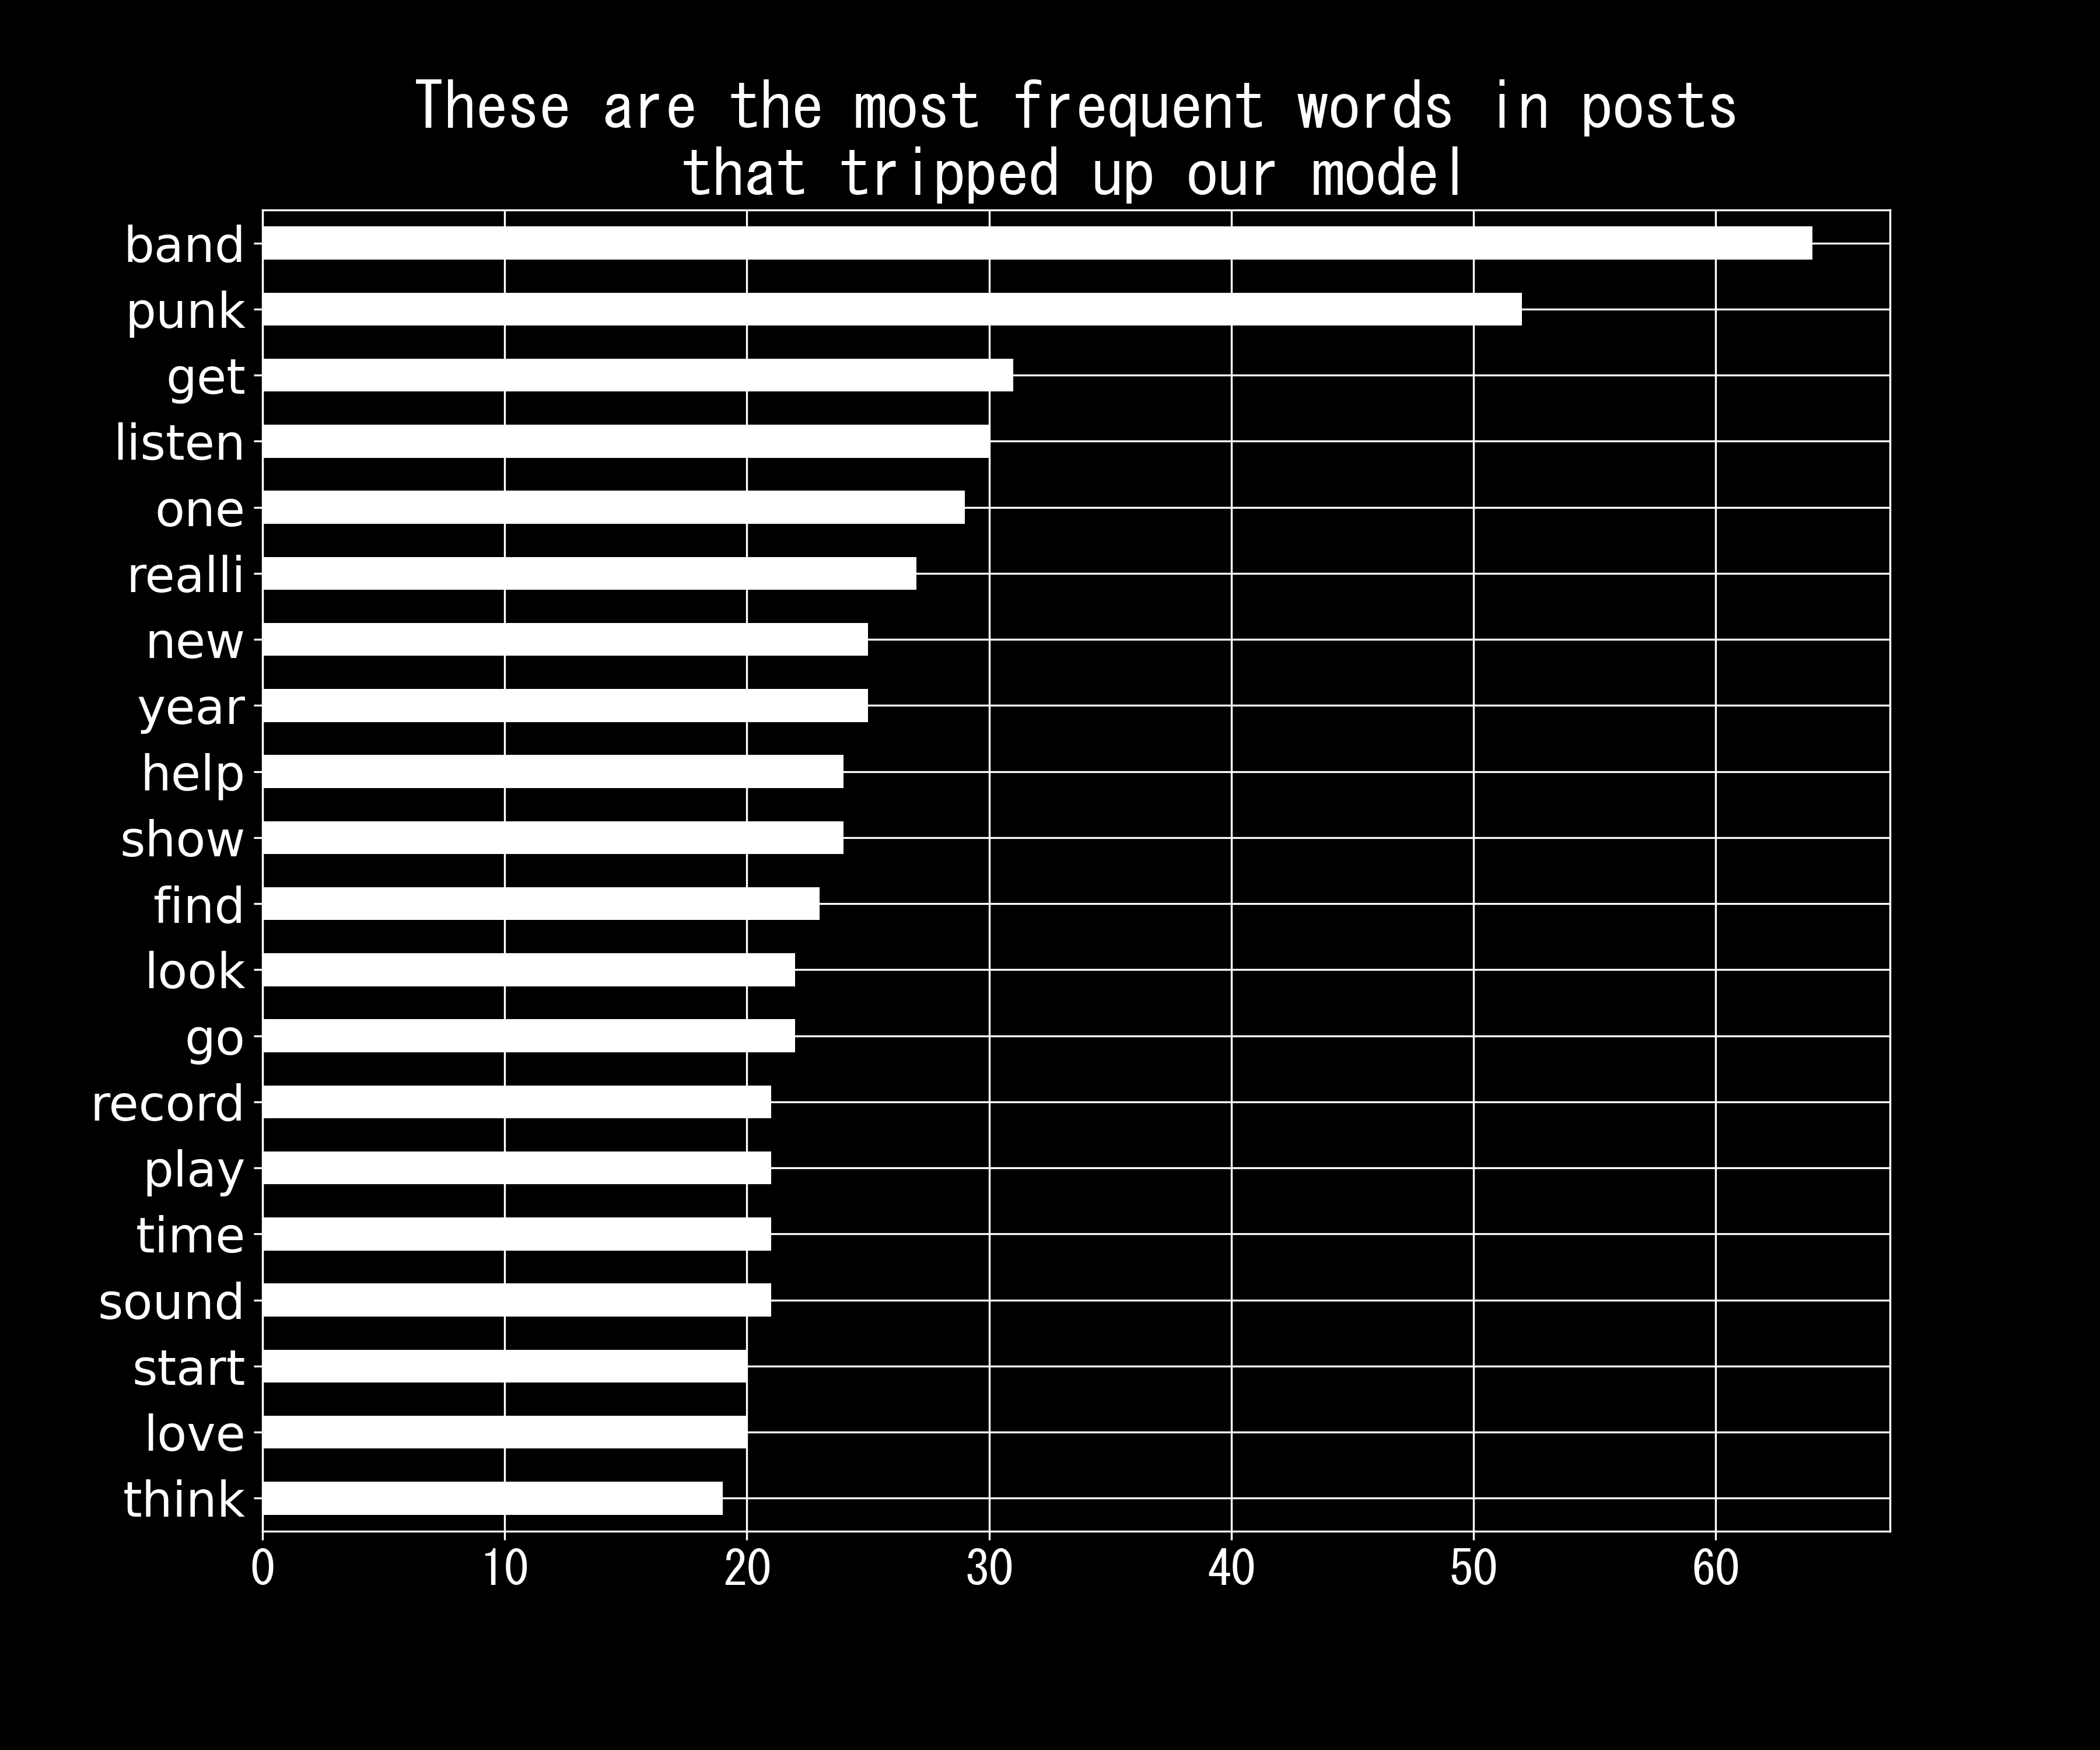 These are the most frequent words in posts
that tripped up our model
band
punk
get
listen
one
realli
new
year
help
show
find
look
go
record
play
time
sound
start
love
think
0 10 20 30 40 50 60